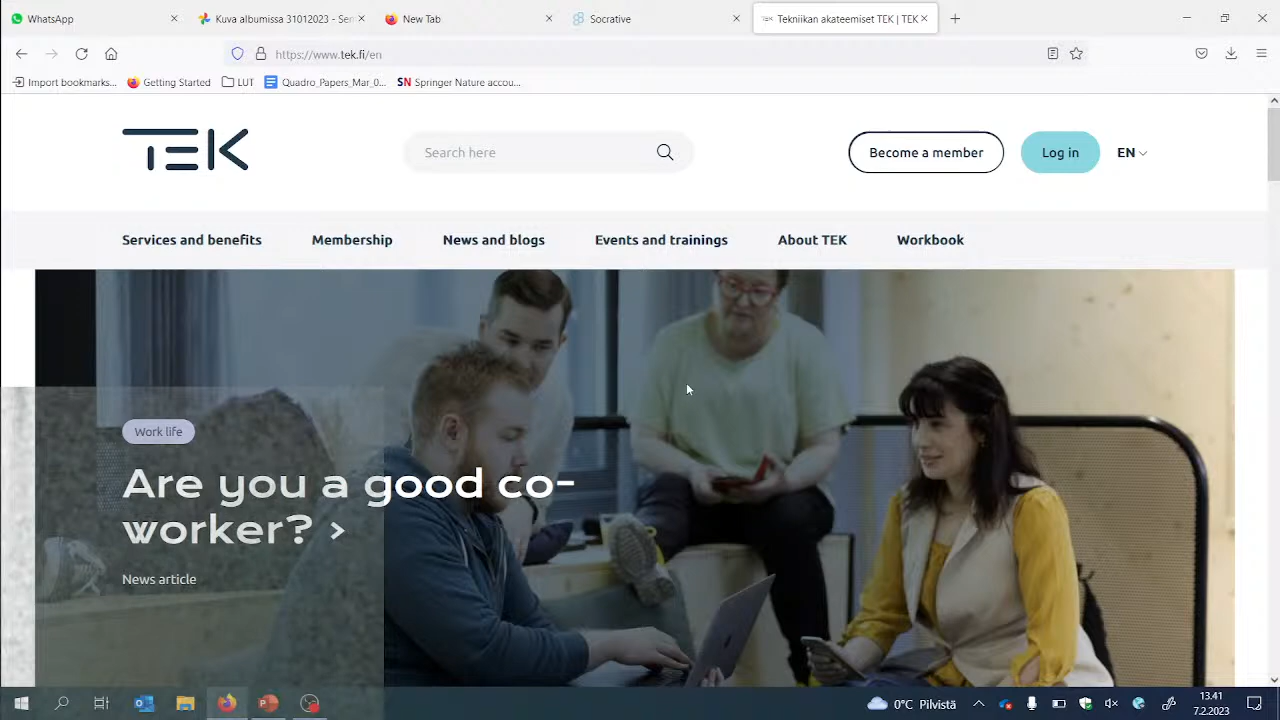 WhatsApp
Kuva albumissa 31012023 - Sen
New Tab
Socrative
TEK Tekniikan akateemiset TEK | TEK
https://www.tek.fi/en
Import bookmarks...
Getting Started
LUT
Quadro_Papers_Mar_0...
SN Springer Nature accou...
TEK
Search here
Become a member
Log in
EN
Services and benefits
Membership
News and blogs
Events and trainings
About TEK
Workbook
Work life
Are you a good co-
worker? >
News article
0°C Pilvistä
13.41
7.2.2023